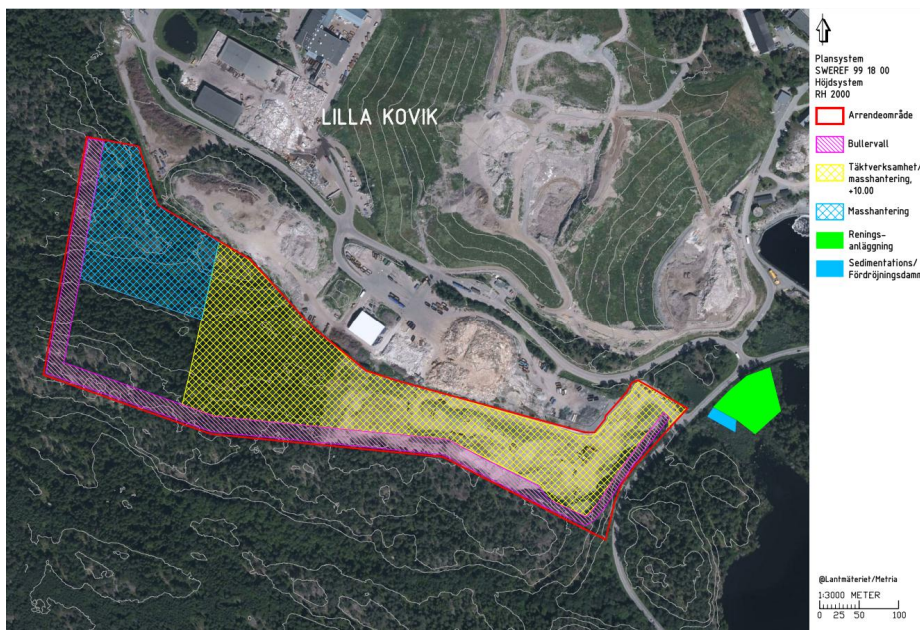 LILLA KOVIK
Plansystem
SWEREF 99 18 00
Höjdsystem
RH 2000
Arrendeområde
Bullervall
Täktverksamhet/
masshantering,
+10.00
Masshantering
Renings-
anläggning
Sedimentations/
Fördröjningsdamm
@Lantmäteriet/Metria
1:3000 METER
0 25 50 100